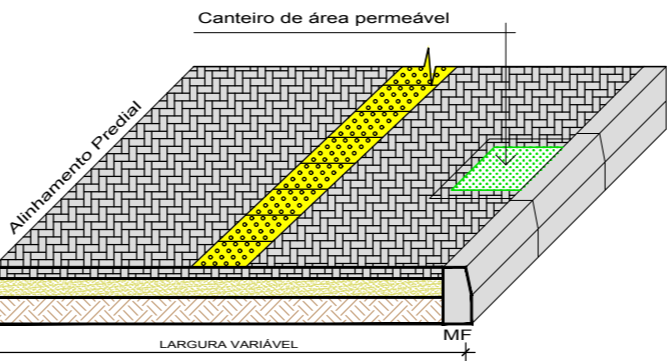 Canteiro de área permeável
Alinhamento Predial
MF
LARGURA VARIÁVEL